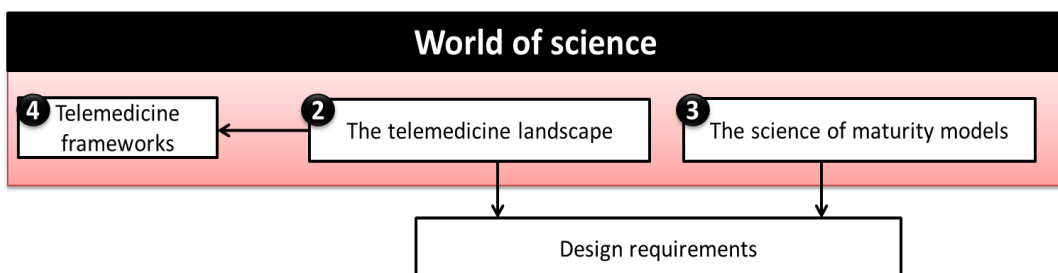 World of science
4 Telemedicine
frameworks
2 The telemedicine landscape
3 The science of maturity models
Design requirements